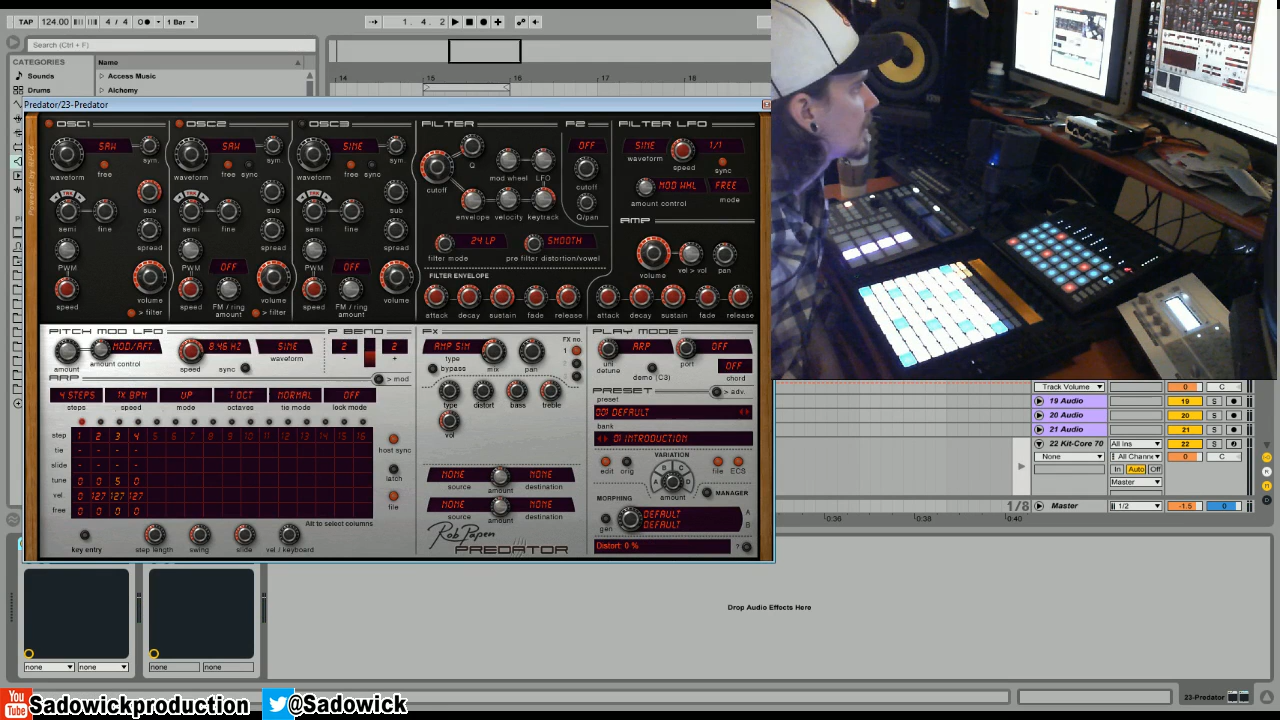 TAP 124.00 4 / 4 1 Bar
1. 4. 2
Search (Ctrl + F)
CATEGORIES Name
Sounds Access Music
Drums Alchemy
14 15 16 17 18
Predator/23-Predator
OSC1 OSC2 OSC3 FILTER F2 FILTER LFO
SAW SAW SINE OFF SINE 1/1
waveform sym. waveform sym. waveform sym. Q waveform speed
free free sync free sync cutoff mod wheel LFO cutoff sync
Powered by RPCX
MOD WHL FREE
sub sub sub envelope velocity keytrack Q/pan amount control mode
semi fine semi fine semi fine
AMP
spread spread spread 24 LP SMOOTH
filter mode pre filter distortion/vowel
PWM PWM OFF PWM OFF volume vel > vol pan
FILTER ENVELOPE
speed volume speed FM / ring amount volume speed FM / ring amount volume
> filter > filter attack decay sustain fade release attack decay sustain fade release
PITCH MOD LFO P BEND FX PLAY MODE
MOD/AFT 8.46 HZ SINE 2 2 AMP SIM FX no. ARP OFF
amount amount control speed sync waveform - + type mix pan 1 uni detune port
bypass demo (C3) OFF
ARP > mod chord
4 STEPS 1X BPM UP 1 OCT NORMAL OFF type distort bass treble PRESET > adv.
steps speed mode octaves tie mode lock mode preset
001 DEFAULT
vol bank
step 1 2 3 4 5 6 7 8 9 10 11 12 13 14 15 16 01 INTRODUCTION
tie - - - - host sync VARIATION
slide - - - - edit orig file ECS
tune 0 0 5 0 latch NONE NONE amount
vel. 0 127 127 127 source amount destination MORPHING MANAGER
free 0 0 0 0 file NONE NONE DEFAULT A
Alt to select columns source amount destination gen DEFAULT B
key entry step length swing slide vel / keyboard Rob Papen PREDATOR Distort: 0 % ?
Track Volume 0 C
19 Audio 19 S
20 Audio 20 S
21 Audio 21 S
22 Kit-Core 70 All Ins 22 S
None All Channe 0 C
In Auto Off
Master
1/8 Master 1/2 -1.5 0
0:36 0:38 0:40
Drop Audio Effects Here
none none none none
23-Predator
You Tube Sadowickproduction @Sadowick